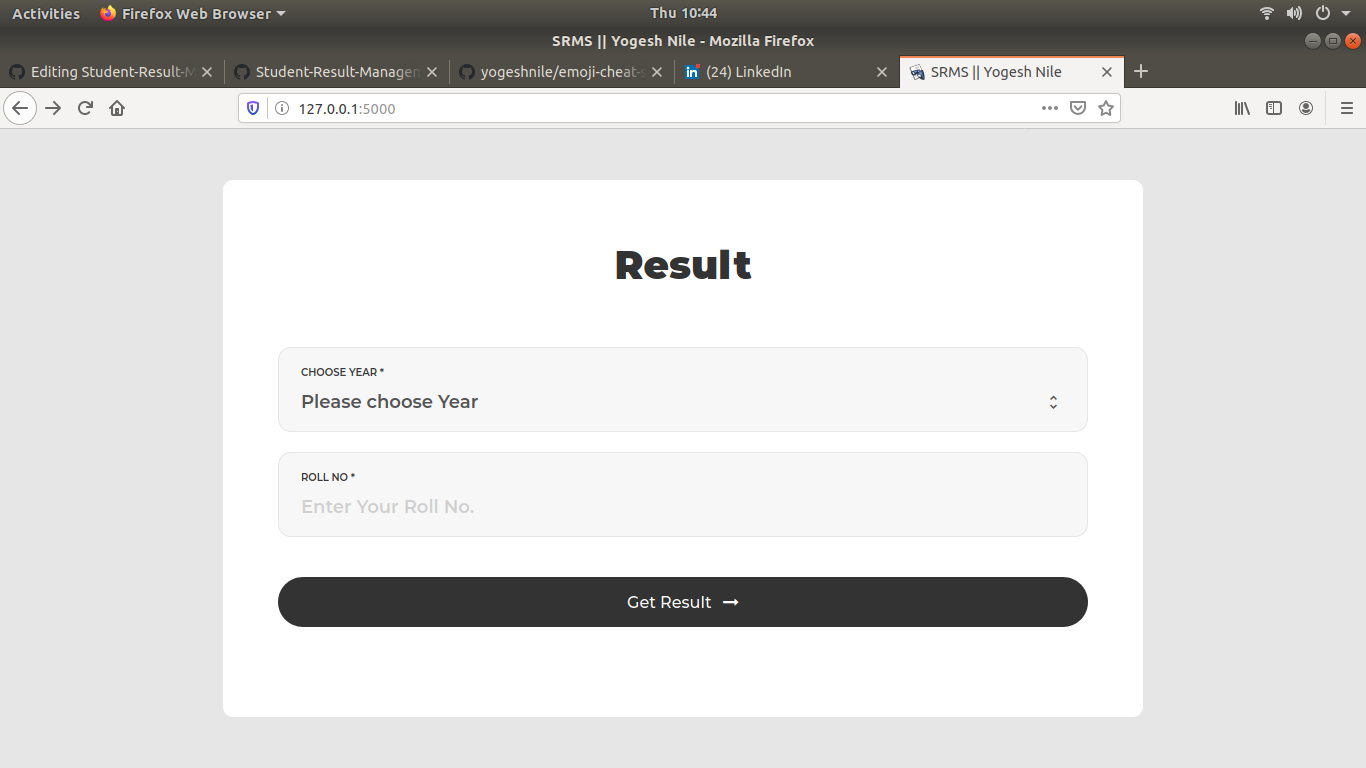 Activities Firefox Web Browser Thu 10:44
SRMS || Yogesh Nile - Mozilla Firefox
Editing Student-Result-M Student-Result-Managen yogeshnile/emoji-cheat-s (24) LinkedIn SRMS || Yogesh Nile
127.0.0.1:5000
Result
CHOOSE YEAR *
Please choose Year
ROLL NO *
Enter Your Roll No.
Get Result